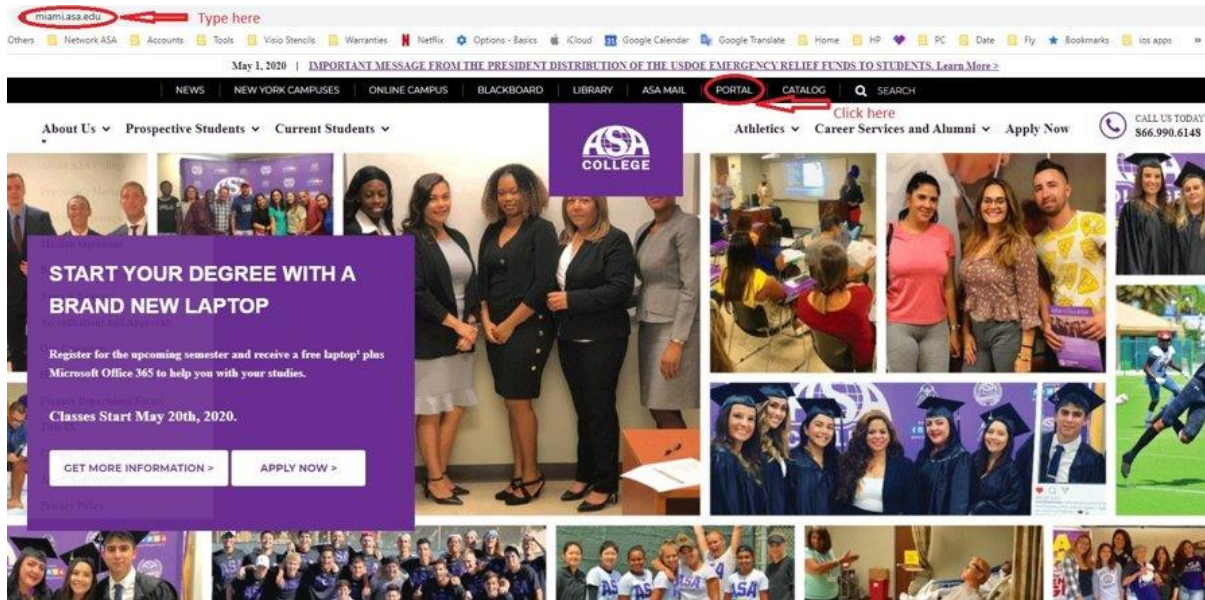 miami.asa.edu Type here
Others Network ASA Accounts Tools Visio Stencils Warranties Netflix Options - Basics iCloud 31 Google Calendar Google Translate Home HP PC Date Fly Bookmarks ios apps »
May 1, 2020 | IMPORTANT MESSAGE FROM THE PRESIDENT DISTRIBUTION OF THE USDOE EMERGENCY RELIEF FUNDS TO STUDENTS. Learn More >
NEWS NEW YORK CAMPUSES ONLINE CAMPUS BLACKBOARD LIBRARY ASA MAIL PORTAL CATALOG SEARCH
Click here
About Us Prospective Students Current Students
ASA
COLLEGE
Athletics Career Services and Alumni Apply Now
CALL US TODAY
866.990.6148
START YOUR DEGREE WITH A
BRAND NEW LAPTOP
Register for the upcoming semester and receive a free laptop¹ plus
Microsoft Office 365 to help you with your studies.
Classes Start May 20th, 2020.
GET MORE INFORMATION > APPLY NOW >
Privacy Policy
ASA ASA ASA